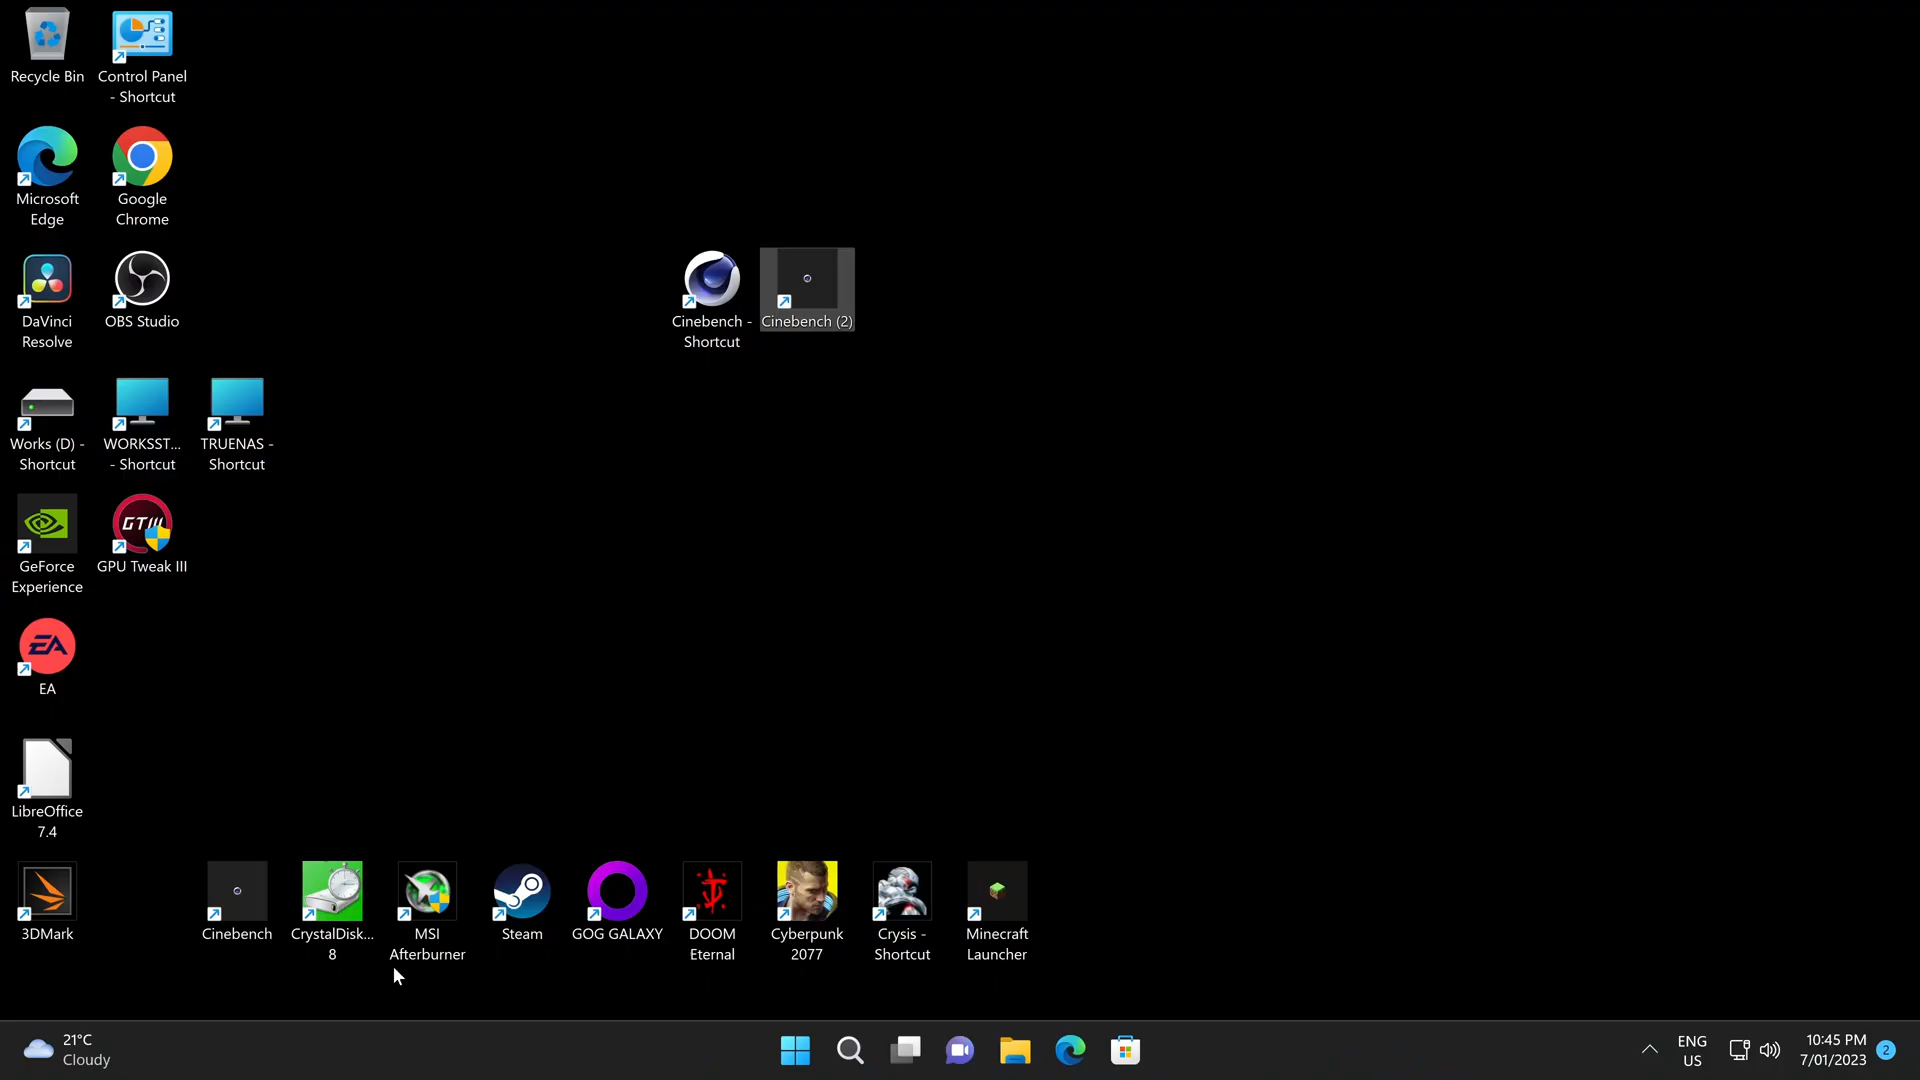 Recycle Bin
Control Panel
- Shortcut
Microsoft
Edge
Google
Chrome
DaVinci
Resolve
OBS Studio
Cinebench -
Shortcut
Cinebench (2)
Works (D) -
Shortcut
WORKSST...
- Shortcut
TRUENAS -
Shortcut
GeForce
Experience
GTIII
GPU Tweak III
EA
EA
LibreOffice
7.4
3DMark
Cinebench
CrystalDisk...
8
MSI
Afterburner
Steam
GOG GALAXY
DOOM
Eternal
Cyberpunk
2077
Crysis -
Shortcut
Minecraft
Launcher
21°C
Cloudy
ENG
US
10:45 PM
7/01/2023
2